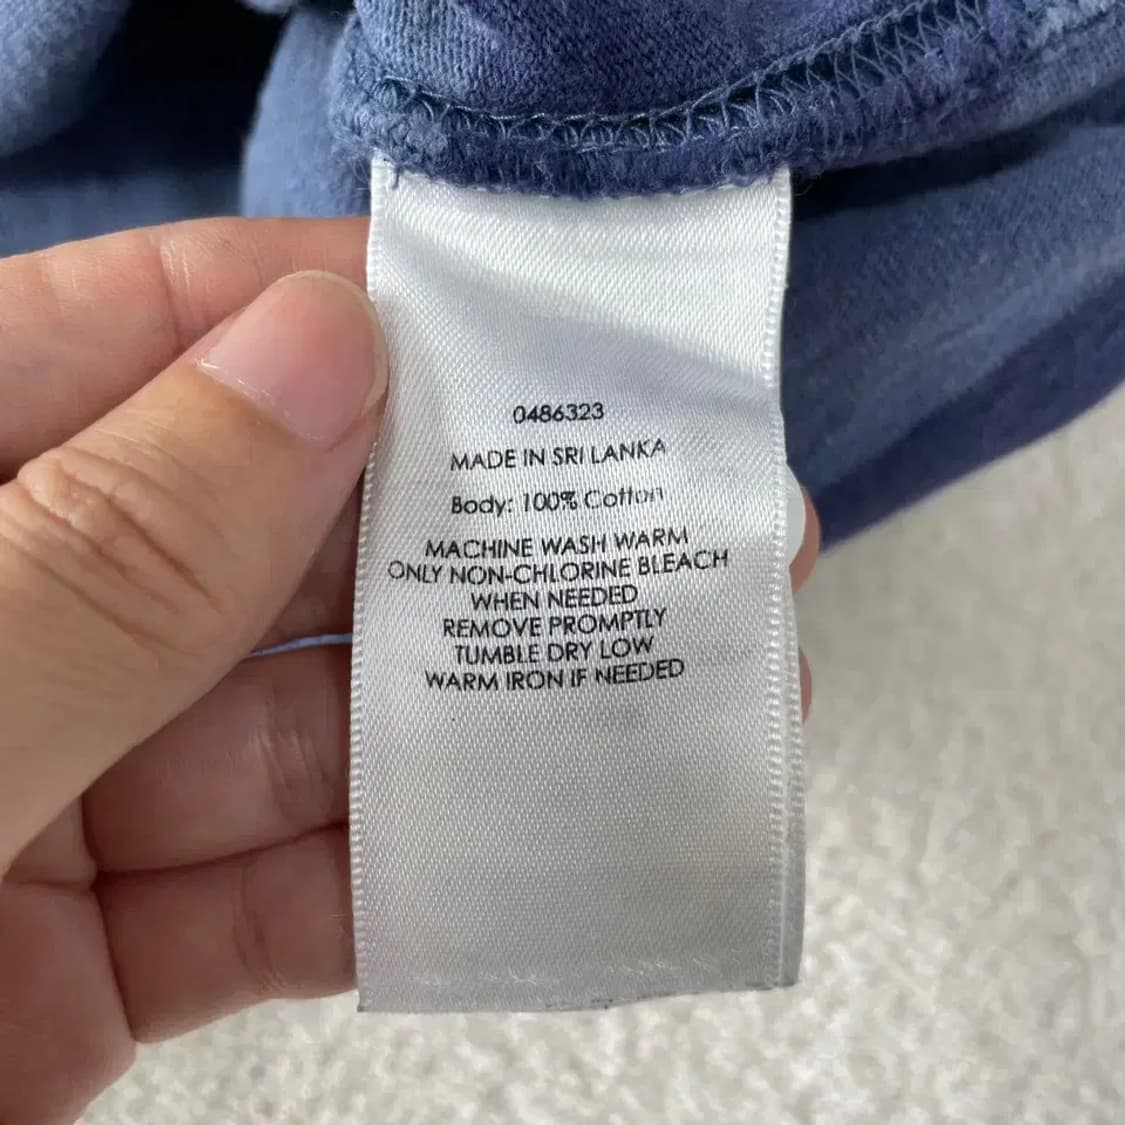 0486323
MADE IN SRI LANKA
Body: 100% Cotton
MACHINE WASH WARM
ONLY NON-CHLORINE BLEACH
WHEN NEEDED
REMOVE PROMPTLY
TUMBLE DRY LOW
WARM IRON IF NEEDED